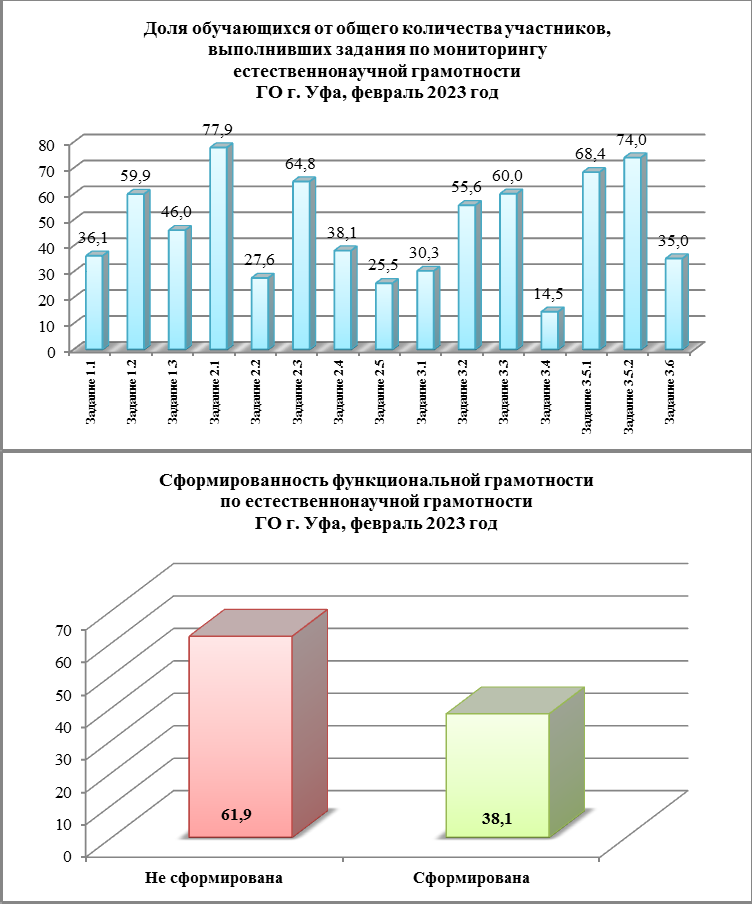 Доля обучающихся от общего количества участников,
выполнивших задания по мониторингу
естественнонаучной грамотности
ГО г. Уфа, февраль 2023 год
80
70
60
50
40
30
20
10
0
36,1
59,9
46,0
77,9
27,6
64,8
38,1
25,5
30,3
55,6
60,0
14,5
68,4
74,0
35,0
Задание 1.1
Задание 1.2
Задание 1.3
Задание 2.1
Задание 2.2
Задание 2.3
Задание 2.4
Задание 2.5
Задание 3.1
Задание 3.2
Задание 3.3
Задание 3.4
Задание 3.5.1
Задание 3.5.2
Задание 3.6
Сформированность функциональной грамотности
по естественнонаучной грамотности
ГО г. Уфа, февраль 2023 год
70
60
50
40
30
20
10
0
61,9
38,1
Не сформирована
Сформирована